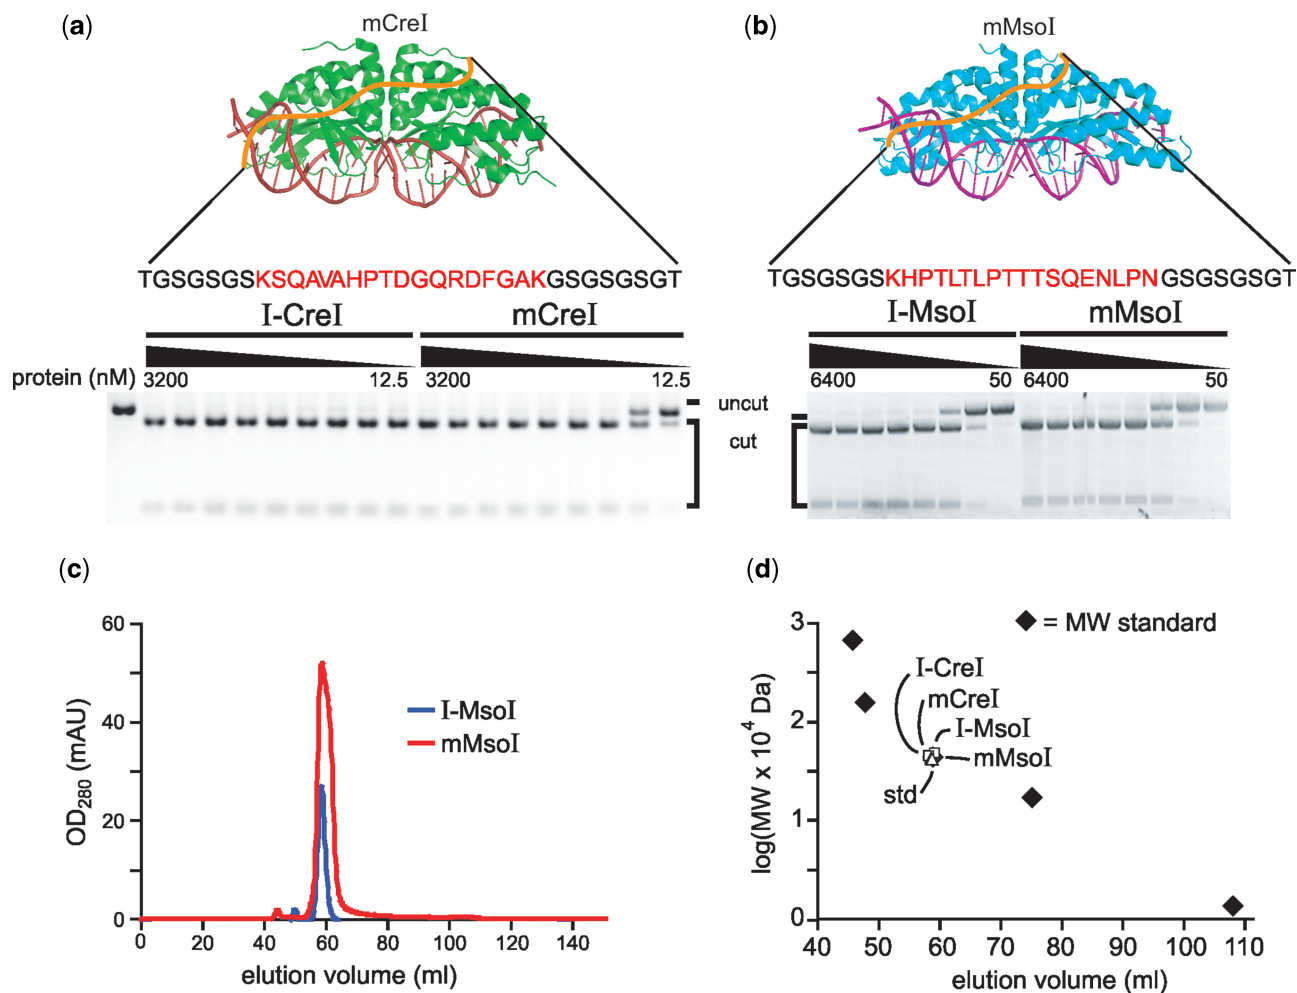 (a)
mCreI
TGSGSGSKSQAVAHPTDGQRDFGAKGSGSGSGT
I-CreI mCreI
protein (nM) 3200 12.5 3200 12.5
uncut
cut
(b)
mMsoI
TGSGSGSKHPTLTLPTTTSQENLPNGSGSGSGT
I-MsoI mMsoI
6400 50 6400 50
(c)
OD280 (mAU)
60
40
20
0
0 20 40 60 80 100 120 140
elution volume (ml)
I-MsoI
mMsoI
(d)
log(MW x 10^4 Da)
3
2
1
0
40 50 60 70 80 90 100 110
elution volume (ml)
= MW standard
I-CreI
mCreI
I-MsoI
mMsoI
std